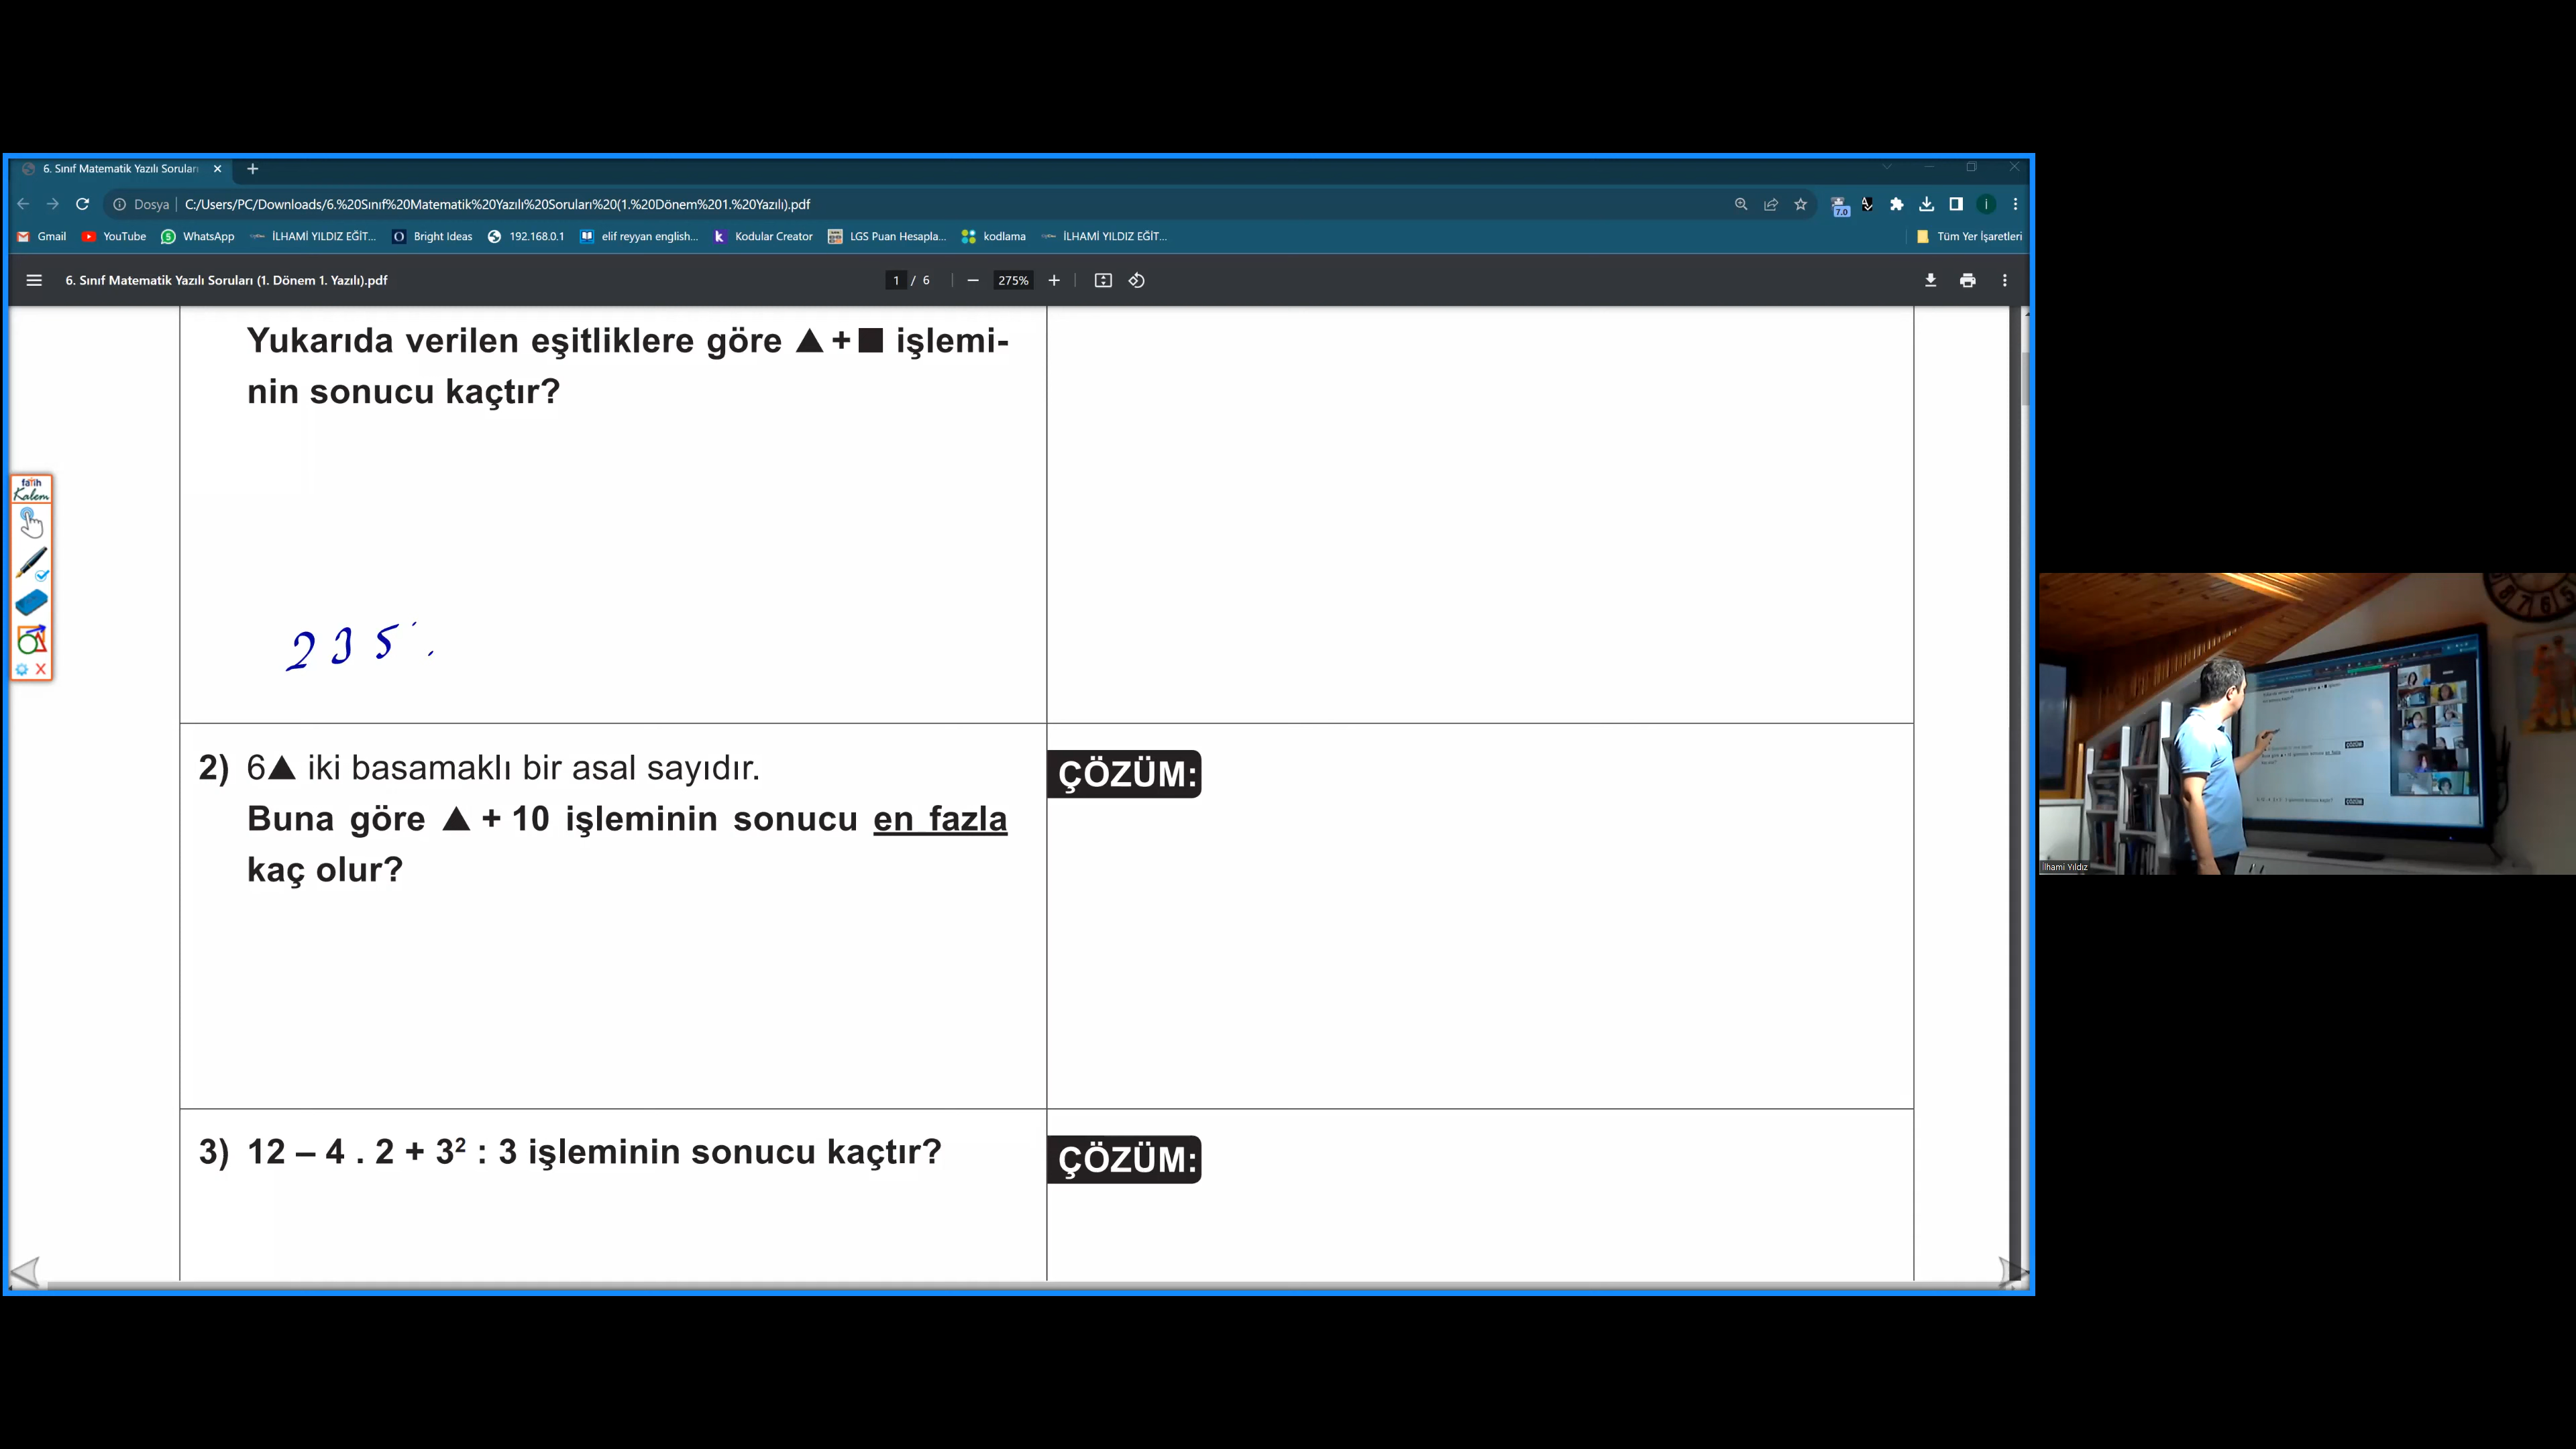 6. Sınıf Matematik Yazılı Soruları
Dosya
C:/Users/PC/Downloads/6.%20Sınıf%20Matematik%20Yazılı%20Soruları%20(1.%20Dönem%201.%20Yazılı).pdf
7.0
i
Gmail
YouTube
WhatsApp
İLHAMİ YILDIZ EĞİT...
Bright Ideas
192.168.0.1
elif reyyan english...
Kodular Creator
LGS Puan Hesapla...
kodlama
İLHAMİ YILDIZ EĞİT...
Tüm Yer İşaretleri
6. Sınıf Matematik Yazılı Soruları (1. Dönem 1. Yazılı).pdf
1 / 6
275%
Yukarıda verilen eşitliklere göre ▲ + ■ işlemi-
nin sonucu kaçtır?
fatih
Kalem
2 3 5
2) 6▲ iki basamaklı bir asal sayıdır.
Buna göre ▲ + 10 işleminin sonucu en fazla
kaç olur?
ÇÖZÜM:
3) 12 – 4 . 2 + 3² : 3 işleminin sonucu kaçtır?
ÇÖZÜM:
İlhami Yıldız